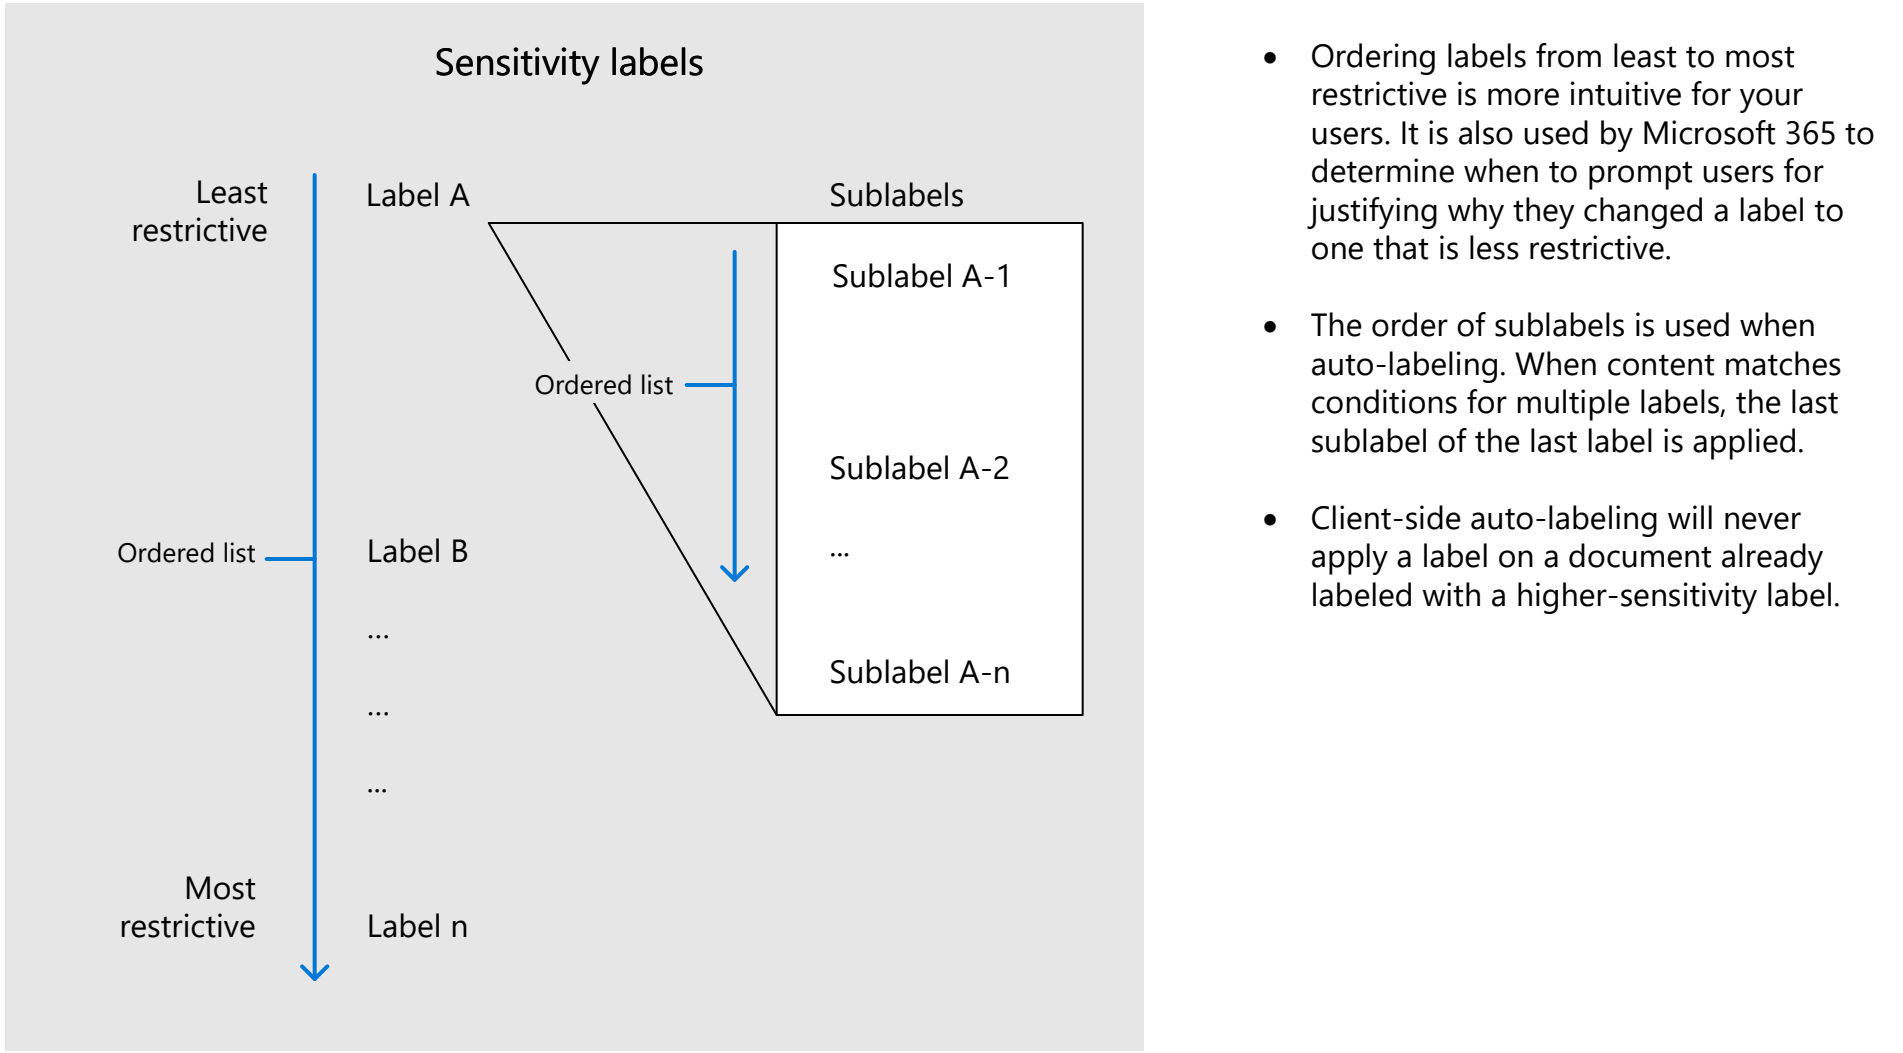 Sensitivity labels
Least
restrictive
Label A
Sublabels
Sublabel A-1
Ordered list
Sublabel A-2
...
Sublabel A-n
Ordered list
Label B
...
...
...
Most
restrictive
Label n
• Ordering labels from least to most
restrictive is more intuitive for your
users. It is also used by Microsoft 365 to
determine when to prompt users for
justifying why they changed a label to
one that is less restrictive.
• The order of sublabels is used when
auto-labeling. When content matches
conditions for multiple labels, the last
sublabel of the last label is applied.
• Client-side auto-labeling will never
apply a label on a document already
labeled with a higher-sensitivity label.